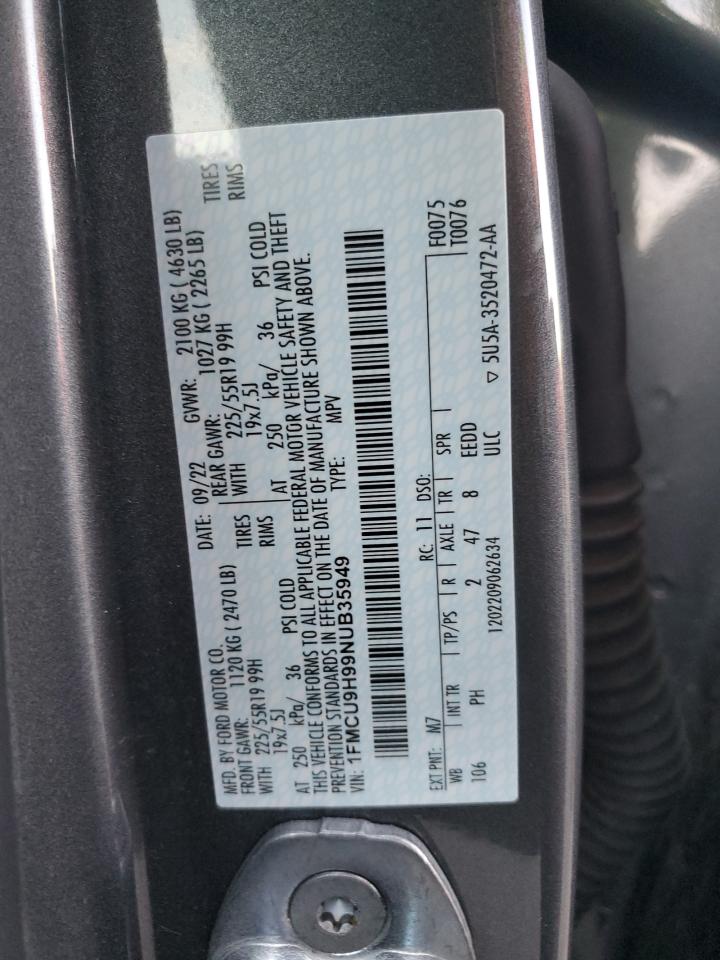 MFD. BY FORD MOTOR CO. DATE: 09/22 GVWR: 2100 KG ( 4630 LB)
FRONT GAWR: 1120 KG ( 2470 LB) REAR GAWR: 1027 KG ( 2265 LB)
WITH 225/55R19 99H TIRES WITH 225/55R19 99H TIRES
19x7.5J RIMS 19x7.5J RIMS
AT 250 kPa/ 36 PSI COLD AT 250 kPa/ 36 PSI COLD
THIS VEHICLE CONFORMS TO ALL APPLICABLE FEDERAL MOTOR VEHICLE SAFETY AND THEFT
PREVENTION STANDARDS IN EFFECT ON THE DATE OF MANUFACTURE SHOWN ABOVE.
VIN: 1FMCU9H99NUB35949 TYPE: MPV
EXT PNT: M7 RC: 11 DSO: F0075
WB INT TR TP/PS R AXLE TR SPR T0076
106 PH 2 47 8 EEDD
1202209062634 ULC ▽ 5U5A-3520472-AA